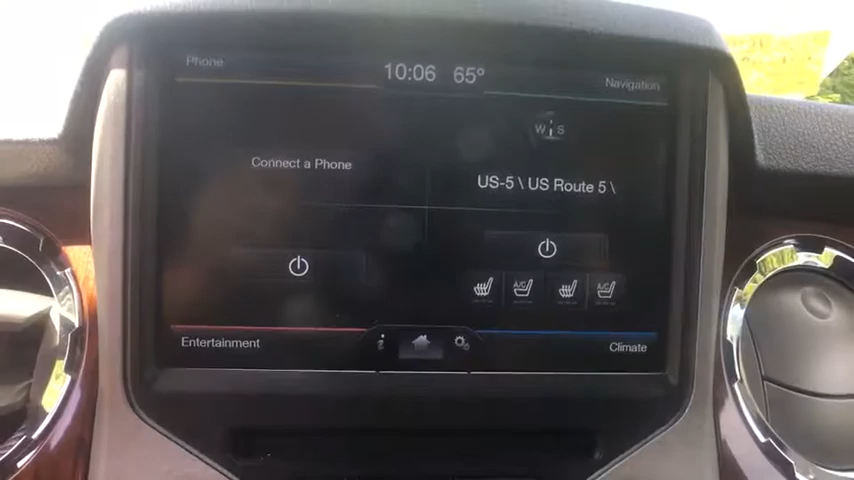 Phone
10:06 65°
Navigation
W S
Connect a Phone
US-5 \ US Route 5 \
A/C A/C
Entertainment
i
Climate